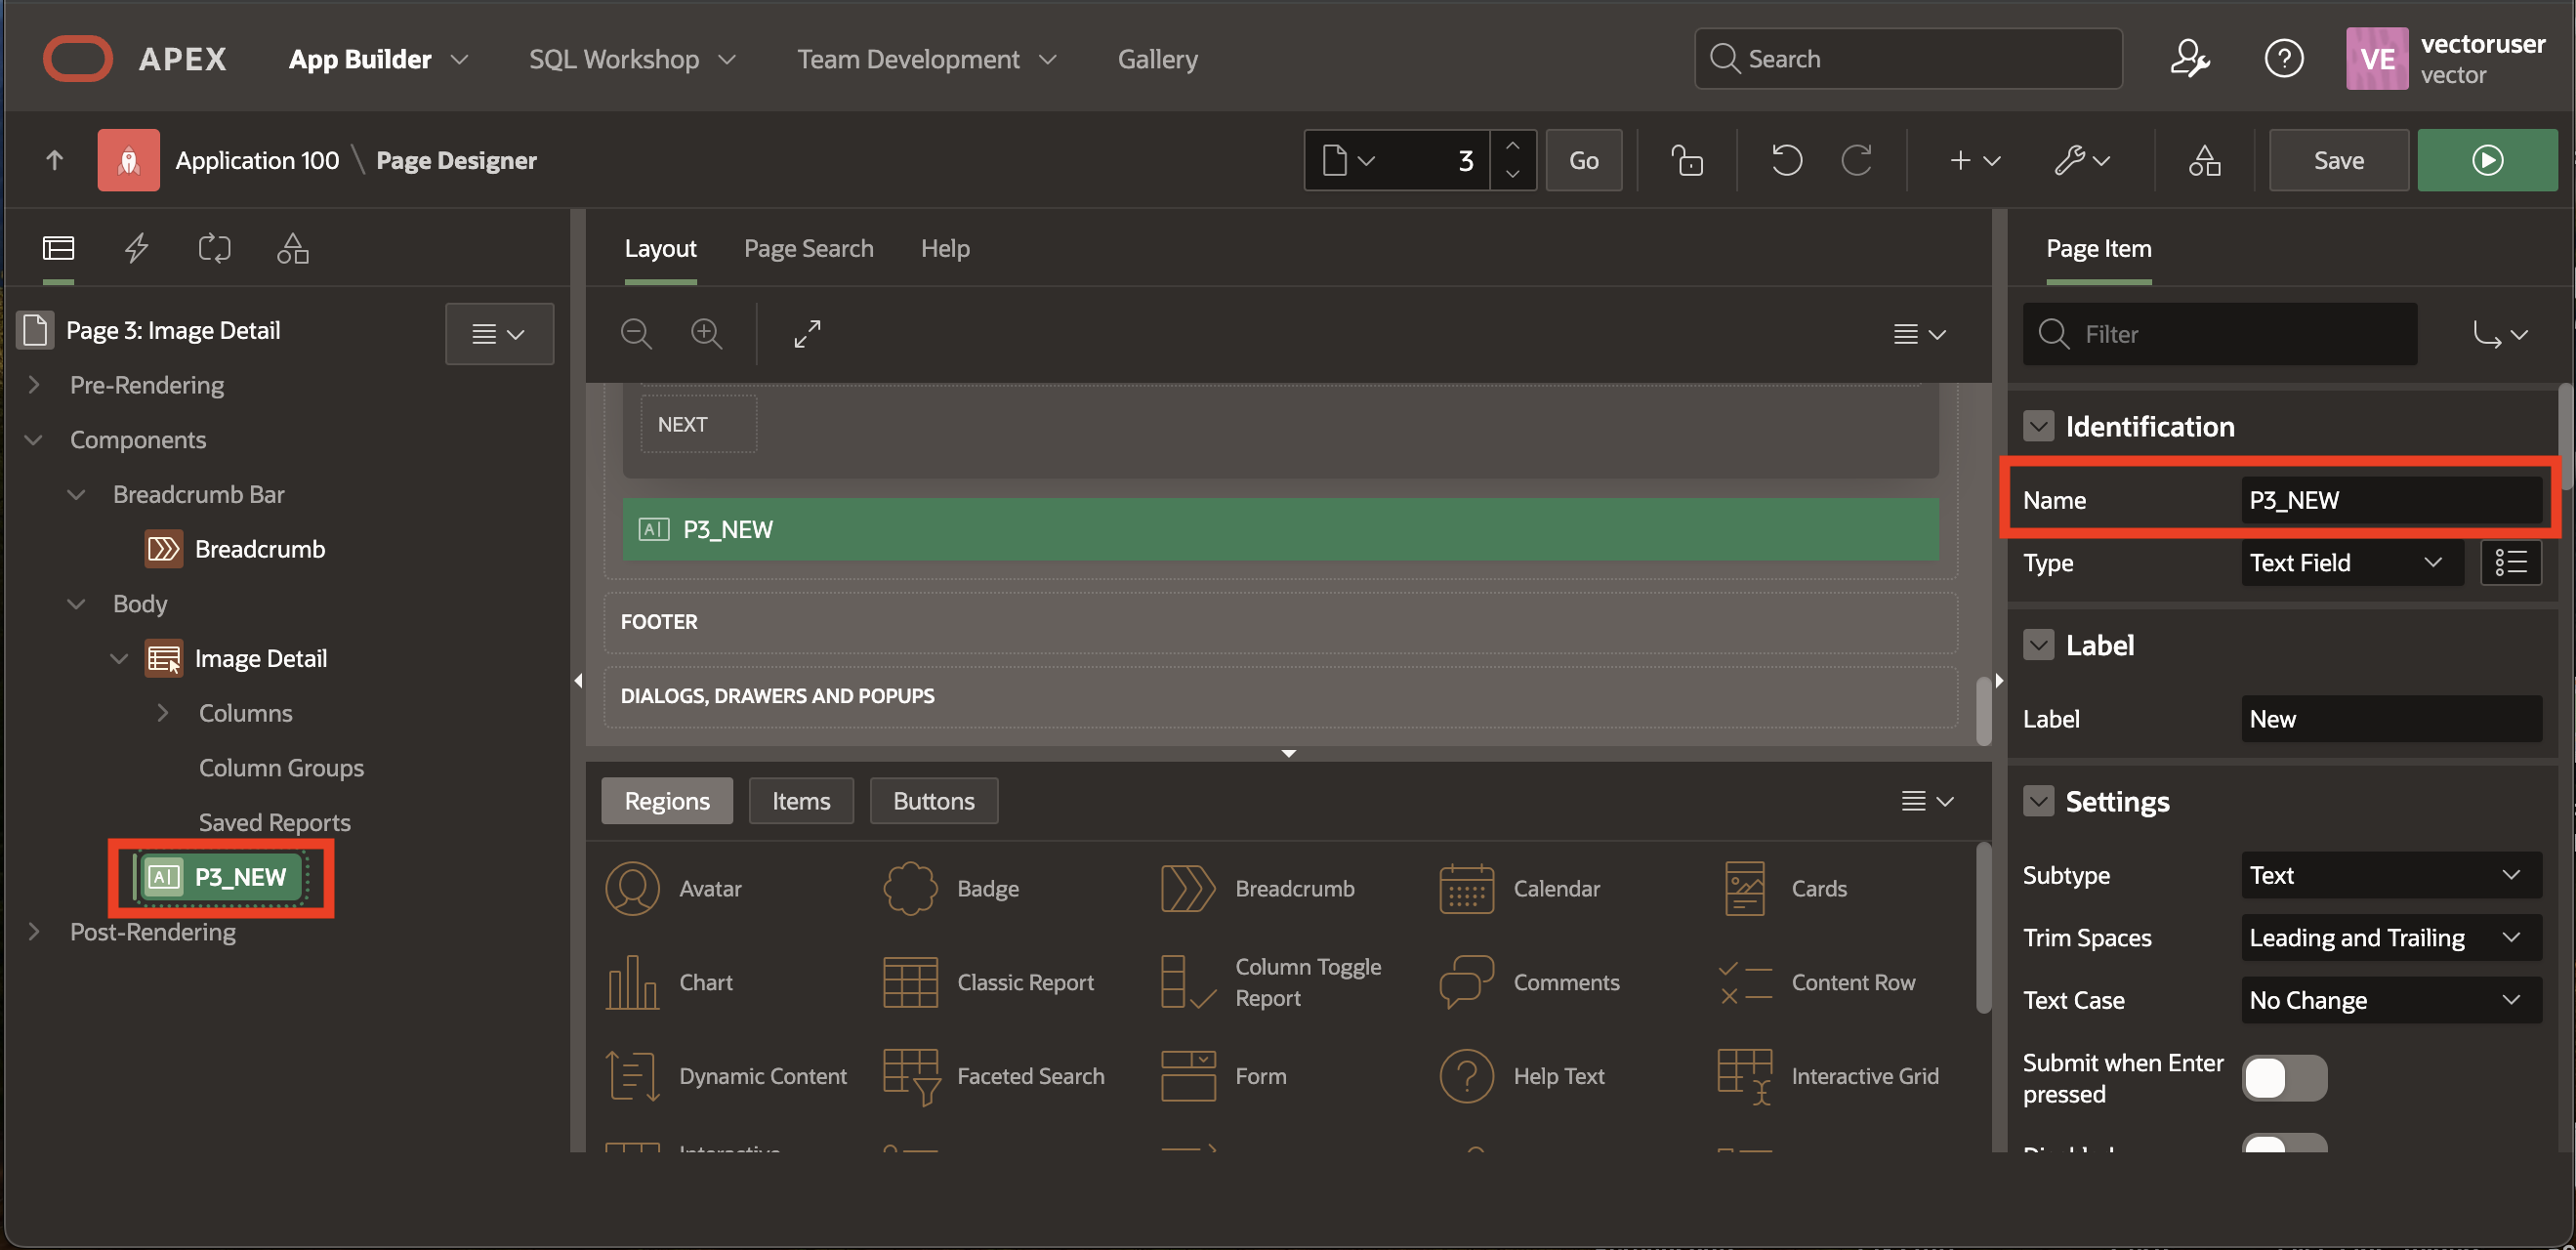 APEX App Builder SQL Workshop Team Development Gallery Search VE vectoruser
vector
Application 100 \ Page Designer 3 Go Save
Layout Page Search Help Page Item
Page 3: Image Detail
Filter
Pre-Rendering
Components
Breadcrumb Bar
Breadcrumb
Body
Image Detail
Columns
Column Groups
Saved Reports
P3_NEW
Post-Rendering
NEXT
P3_NEW
FOOTER
DIALOGS, DRAWERS AND POPUPS
Regions Items Buttons
Avatar Badge Breadcrumb Calendar Cards
Chart Classic Report Column Toggle Report Comments Content Row
Dynamic Content Faceted Search Form Help Text Interactive Grid
Interactive
Identification
Name P3_NEW
Type Text Field
Label
Label New
Settings
Subtype Text
Trim Spaces Leading and Trailing
Text Case No Change
Submit when Enter
pressed